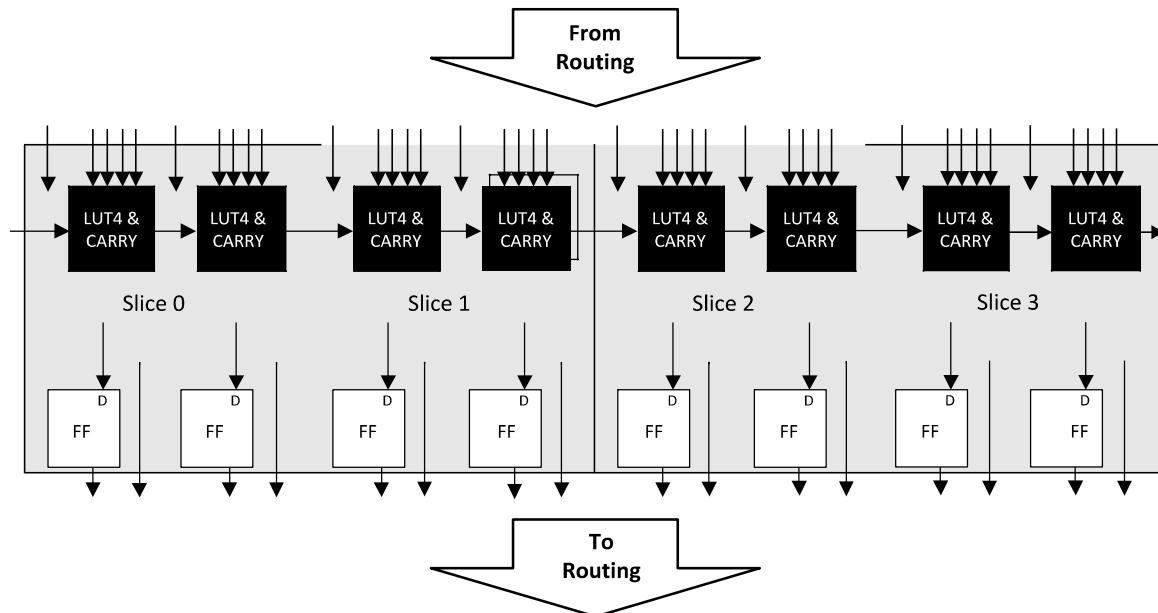 From
Routing
LUT4 &
CARRY
LUT4 &
CARRY
LUT4 &
CARRY
LUT4 &
CARRY
LUT4 &
CARRY
LUT4 &
CARRY
LUT4 &
CARRY
LUT4 &
CARRY
Slice 0
Slice 1
Slice 2
Slice 3
D
FF
D
FF
D
FF
D
FF
D
FF
D
FF
D
FF
D
FF
To
Routing